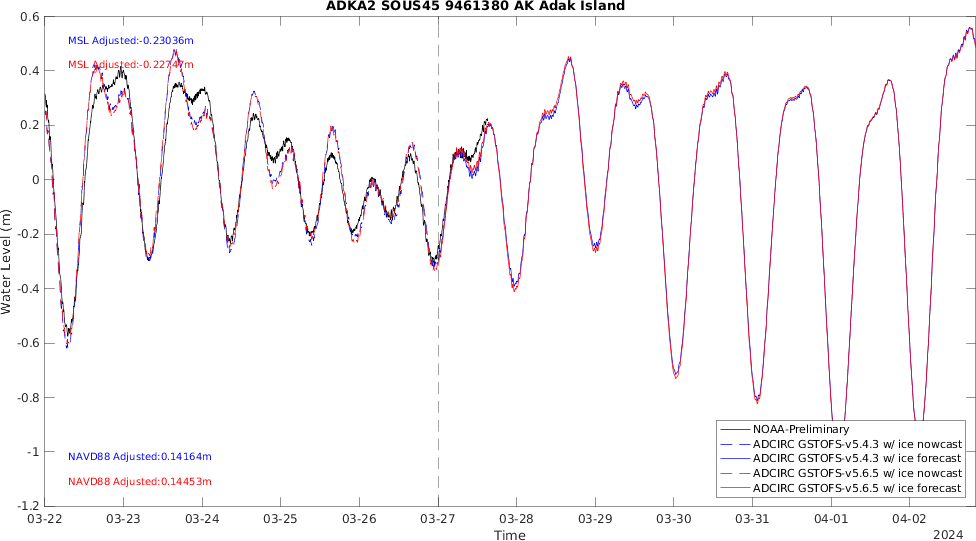 ADKA2 SOUS45 9461380 AK Adak Island
0.6
0.4
0.2
0
-0.2
-0.4
-0.6
-0.8
-1
-1.2
Water Level (m)
MSL Adjusted:-0.23036m
MSL Adjusted:-0.22747m
NAVD88 Adjusted:0.14164m
NAVD88 Adjusted:0.14453m
NOAA-Preliminary
ADCIRC GSTOFS-v5.4.3 w/ ice nowcast
ADCIRC GSTOFS-v5.4.3 w/ ice forecast
ADCIRC GSTOFS-v5.6.5 w/ ice nowcast
ADCIRC GSTOFS-v5.6.5 w/ ice forecast
03-22 03-23 03-24 03-25 03-26 03-27 03-28 03-29 03-30 03-31 04-01 04-02
Time
2024